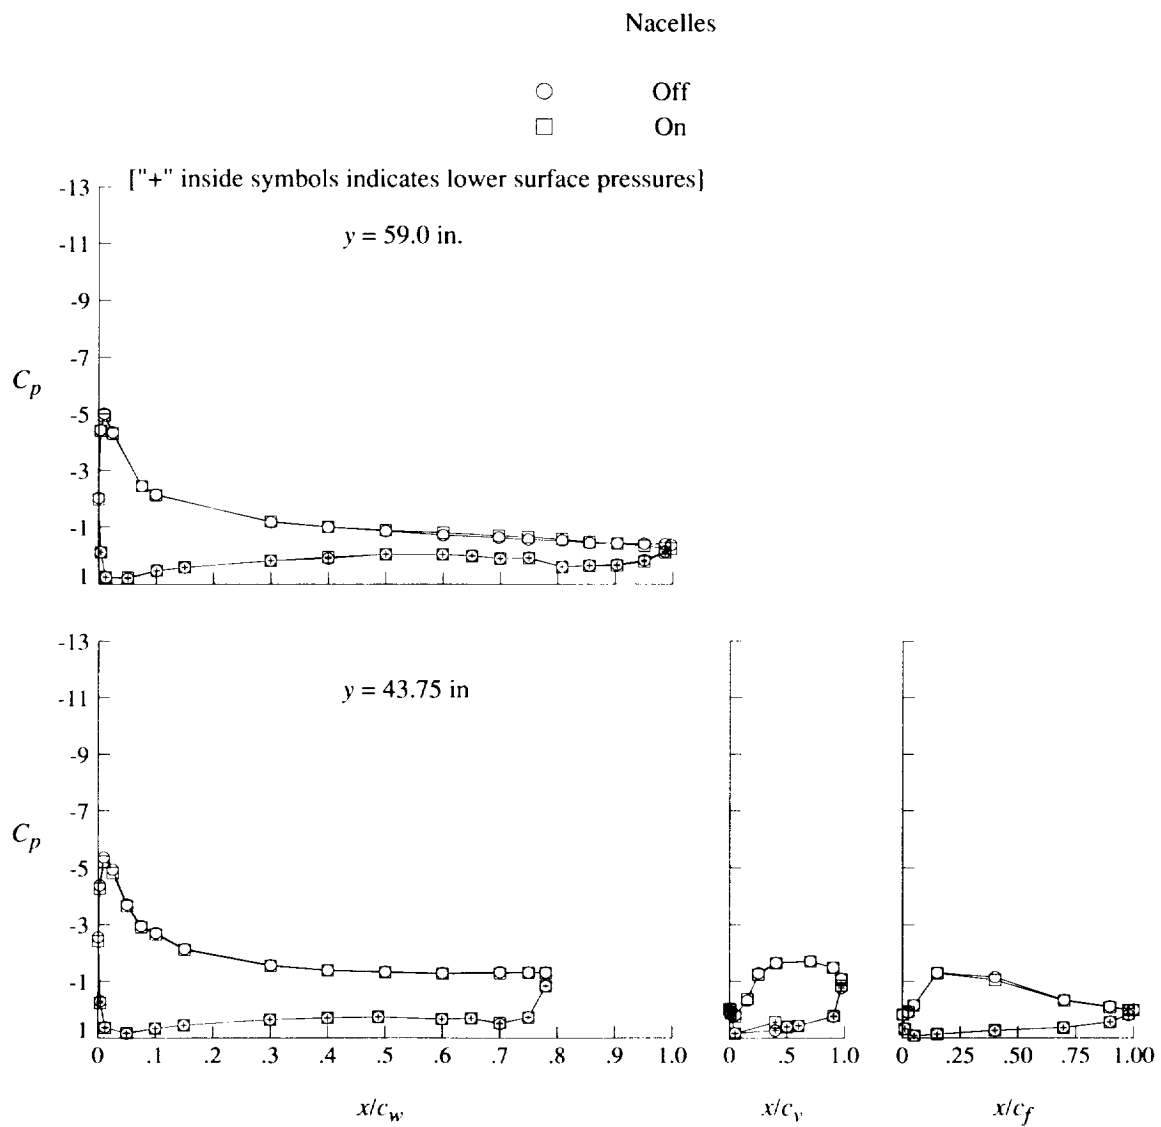 Nacelles
Off
On
["+" inside symbols indicates lower surface pressures]
y = 59.0 in.
-13
-11
-9
-7
-5
-3
-1
1
C_p
y = 43.75 in
-13
-11
-9
-7
-5
-3
-1
1
C_p
0 .1 .2 .3 .4 .5 .6 .7 .8 .9 1.0
x/c_w
0 .5 1.0
x/c_v
0 .25 .50 .75 1.00
x/c_f